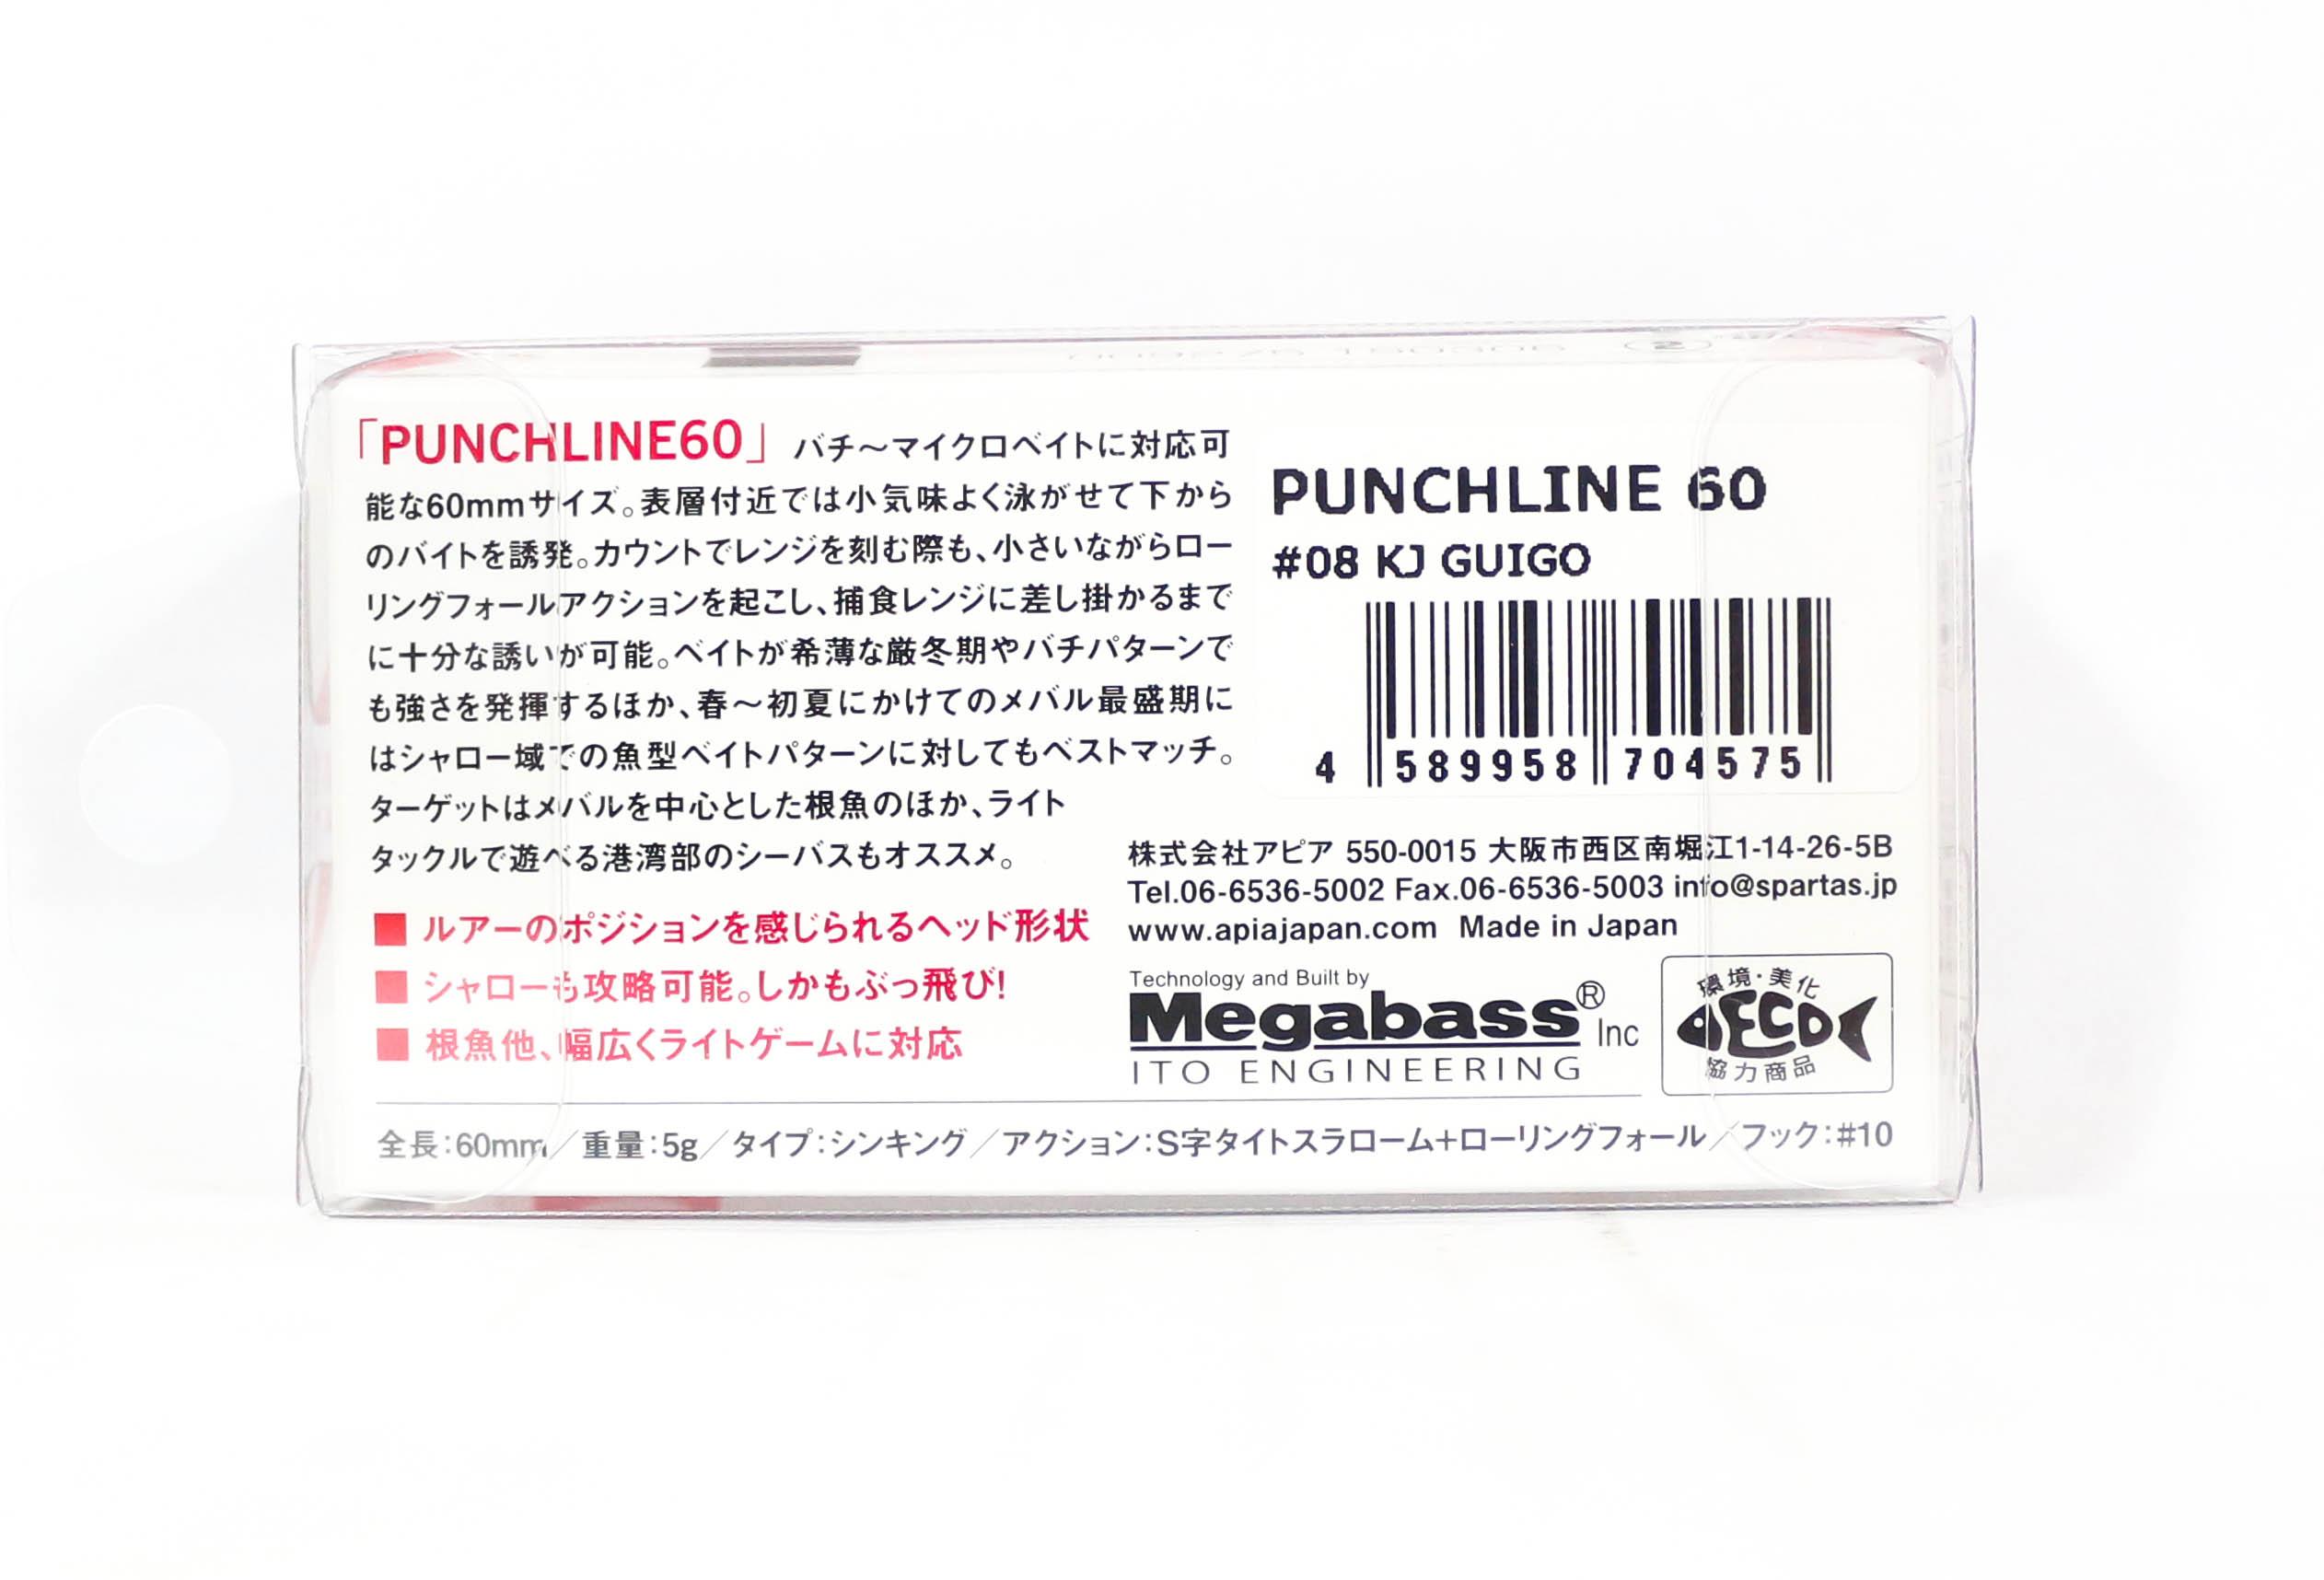 「PUNCHLINE60」バチ～マイクロベイトに対応可
能な60mmサイズ。表層付近では小気味よく泳がせて下から
のバイトを誘発。カウントでレンジを刻む際も、小さいながらロー
リングフォールアクションを起こし、捕食レンジに差し掛かるまで
に十分な誘いが可能。ベイトが希薄な厳冬期やバチパターンで
も強さを発揮するほか、春～初夏にかけてのメバル最盛期に
はシャロー域での魚型ベイトパターンに対してもベストマッチ。
ターゲットはメバルを中心とした根魚のほか、ライト
タックルで遊べる港湾部のシーバスもオススメ。
■ ルアーのポジションを感じられるヘッド形状
■ シャローも攻略可能。しかもぶっ飛び!
■ 根魚他、幅広くライトゲームに対応
PUNCHLINE 60
#08 KJ GUIGO
4 589958 704575
株式会社アピア 550-0015 大阪市西区南堀江1-14-26-5B
Tel.06-6536-5002 Fax.06-6536-5003 info@spartas.jp
www.apiajapan.com Made in Japan
Technology and Built by
Megabass® Inc
ITO ENGINEERING
環境・美化
ECO
協力商品
全長:60mm／重量:5g／タイプ:シンキング／アクション:S字タイトスラローム+ローリングフォール／フック:#10